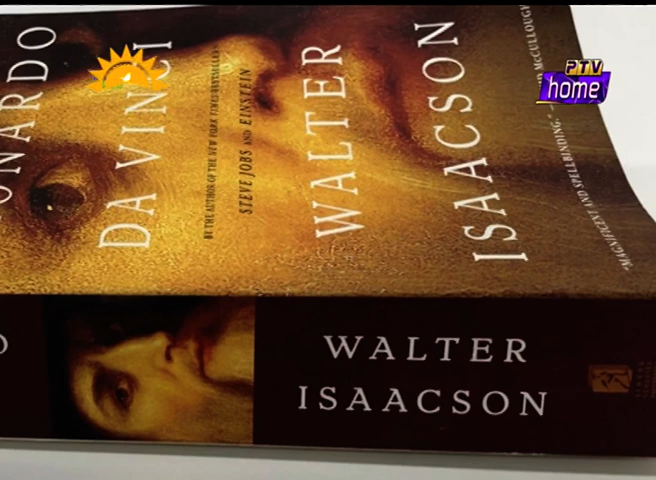 ONARDO
DA VINCI
BY THE AUTHOR OF THE NEW YORK TIMES BESTSELLERS
STEVE JOBS AND EINSTEIN
WALTER
ISAACSON
"MAGNIFICENT AND SPELLBINDING." — D MCCULLOUGH
PTV
home
O
WALTER
ISAACSON